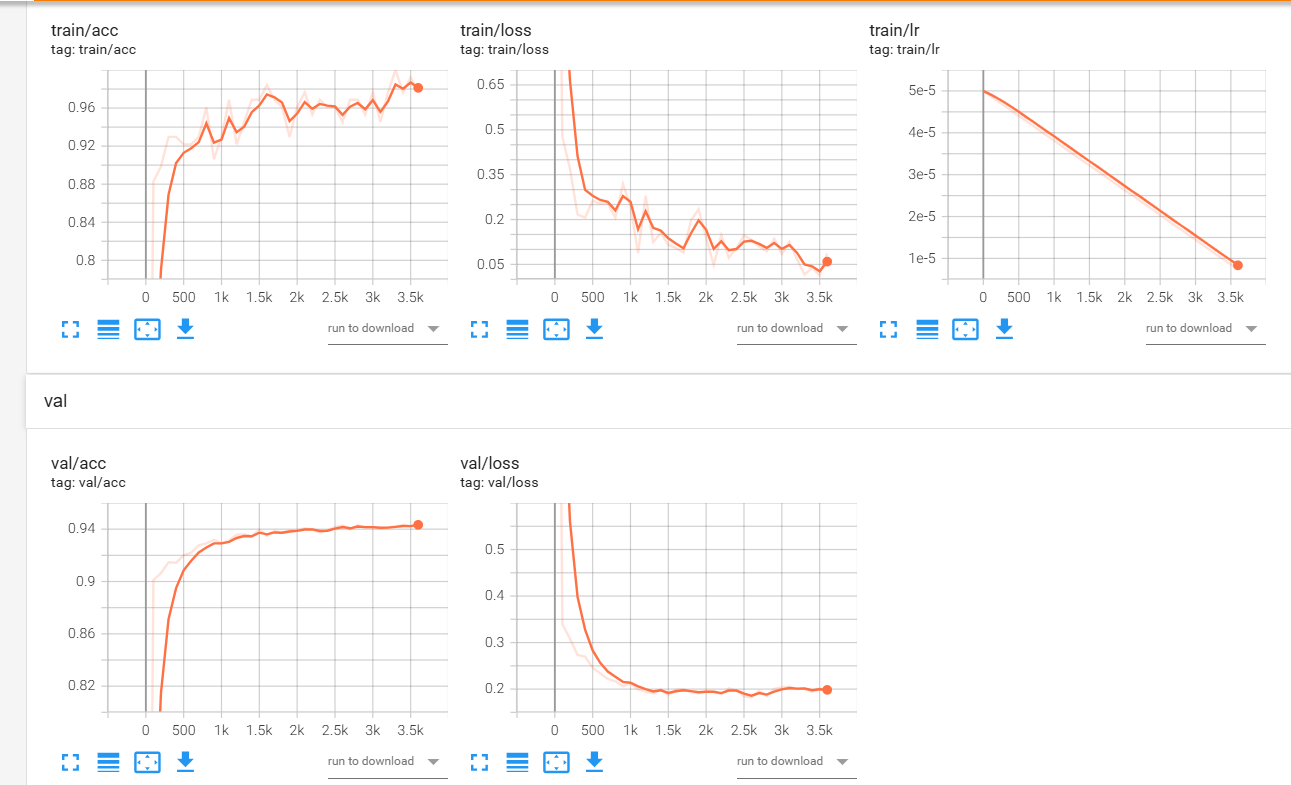 train/acc
tag: train/acc
0.96
0.92
0.88
0.84
0.8
0 500 1k 1.5k 2k 2.5k 3k 3.5k
run to download
train/loss
tag: train/loss
0.65
0.5
0.35
0.2
0.05
0 500 1k 1.5k 2k 2.5k 3k 3.5k
run to download
train/lr
tag: train/lr
5e-5
4e-5
3e-5
2e-5
1e-5
0 500 1k 1.5k 2k 2.5k 3k 3.5k
run to download
val
val/acc
tag: val/acc
0.94
0.9
0.86
0.82
0 500 1k 1.5k 2k 2.5k 3k 3.5k
run to download
val/loss
tag: val/loss
0.5
0.4
0.3
0.2
0 500 1k 1.5k 2k 2.5k 3k 3.5k
run to download